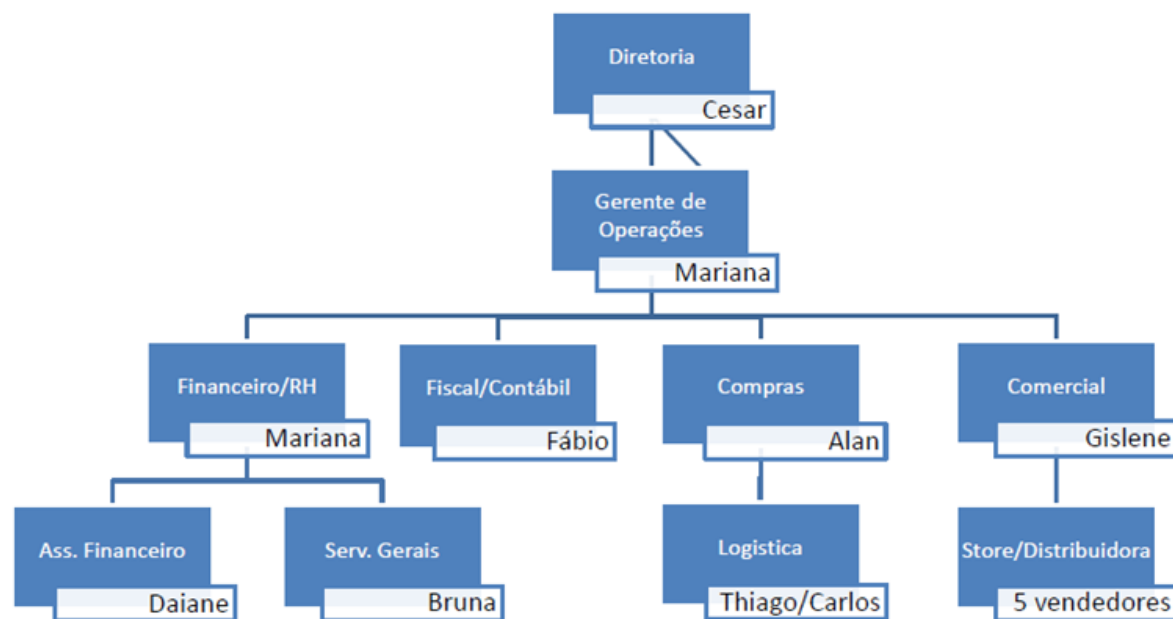 Diretoria
Cesar
Gerente de
Operações
Mariana
Financeiro/RH
Mariana
Fiscal/Contábil
Fábio
Compras
Alan
Comercial
Gislene
Ass. Financeiro
Daiane
Serv. Gerais
Bruna
Logistica
Thiago/Carlos
Store/Distribuidora
5 vendedores